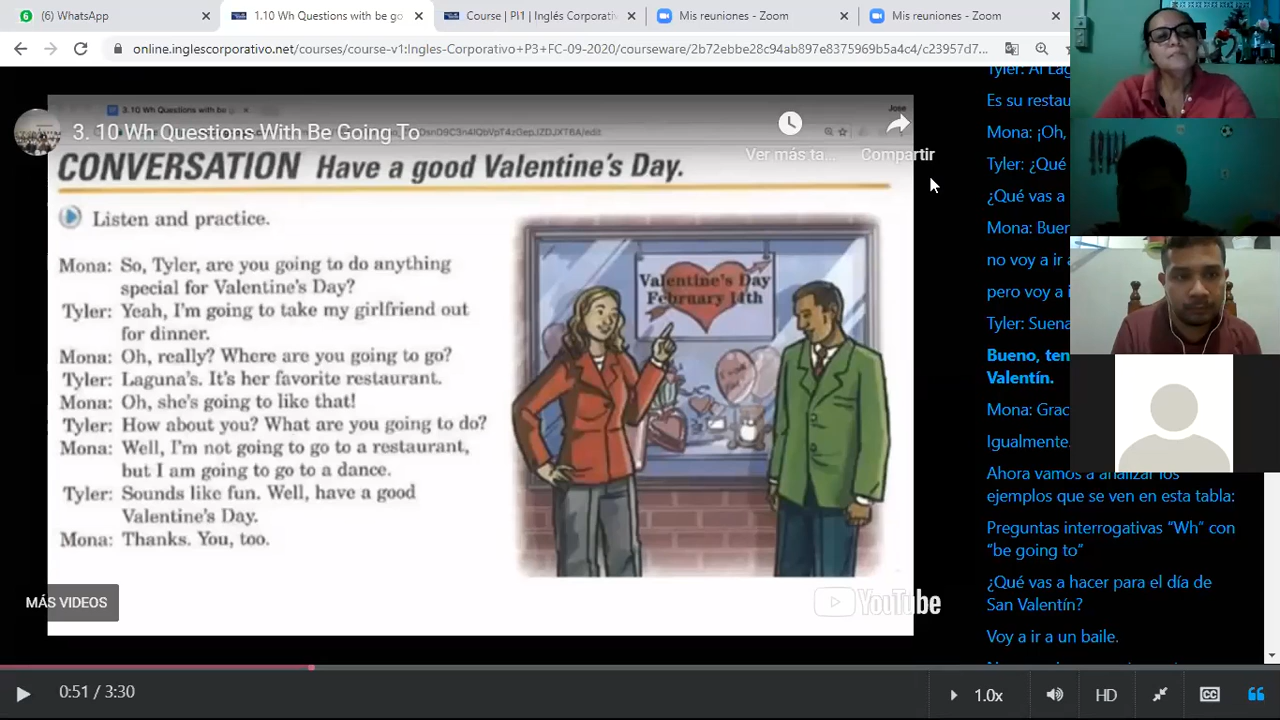 (6) WhatsApp
1.10 Wh Questions with be go
Course | PI1 | Inglés Corporativ
Mis reuniones - Zoom
Mis reuniones - Zoom
online.inglescorporativo.net/courses/course-v1:Ingles-Corporativo+P3+FC-09-2020/courseware/2b72ebbe28c94ab897e8375969b5a4c4/c23957d7...
3. 10 Wh Questions With Be Going To
Jose
Ver más ta...
Compartir
CONVERSATION Have a good Valentine's Day.
Listen and practice.
Mona: So, Tyler, are you going to do anything
special for Valentine's Day?
Tyler: Yeah, I'm going to take my girlfriend out
for dinner.
Mona: Oh, really? Where are you going to go?
Tyler: Laguna's. It's her favorite restaurant.
Mona: Oh, she's going to like that!
Tyler: How about you? What are you going to do?
Mona: Well, I'm not going to go to a restaurant,
but I am going to go to a dance.
Tyler: Sounds like fun. Well, have a good
Valentine's Day.
Mona: Thanks. You, too.
Valentine's Day
February 14th
MÁS VIDEOS
YouTube
0:51 / 3:30
1.0x
HD
CC
Tyler: Al Lag
Es su restau
Mona: ¡Oh,
Tyler: ¿Qué
¿Qué vas a
Mona: Buer
no voy a ir a
pero voy a i
Tyler: Suena
Bueno, ten
Valentín.
Mona: Grac
Igualmente.
Ahora vamos a analizar los
ejemplos que se ven en esta tabla:
Preguntas interrogativas “Wh” con
“be going to”
¿Qué vas a hacer para el día de
San Valentín?
Voy a ir a un baile.